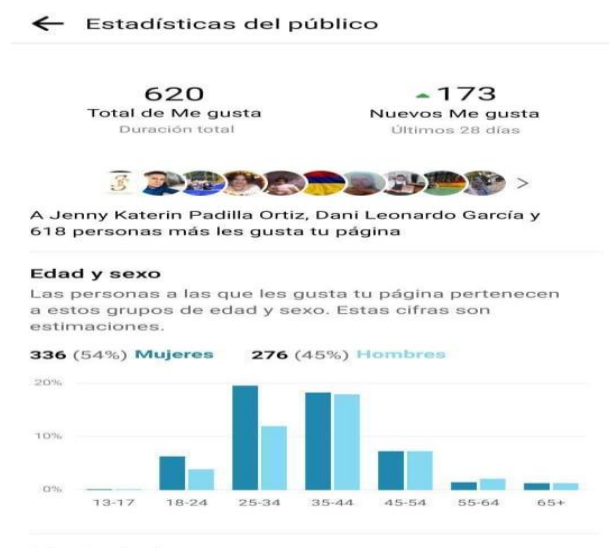 Estadísticas del público
620
Total de Me gusta
Duración total
173
Nuevos Me gusta
Últimos 28 días
A Jenny Katerin Padilla Ortiz, Dani Leonardo García y
618 personas más les gusta tu página
Edad y sexo
Las personas a las que les gusta tu página pertenecen
a estos grupos de edad y sexo. Estas cifras son
estimaciones.
336 (54%) Mujeres 276 (45%) Hombres
20%
10%
0%
13-17 18-24 25-34 35-44 45-54 55-64 65+